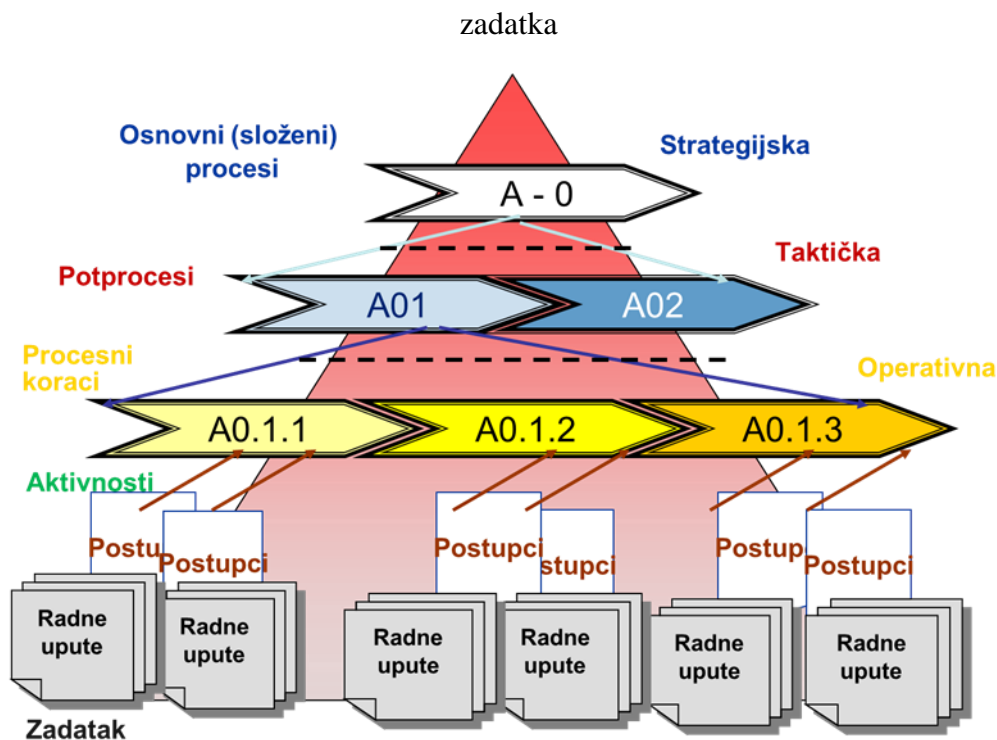 zadatka
Osnovni (složeni)
procesi
Strategijska
A - 0
Taktička
Potprocesi
A01
A02
Procesni
koraci
Operativna
A0.1.1
A0.1.2
A0.1.3
Aktivnosti
Postu
Postupci
Postupci
stupci
Postup
Postupci
Radne
upute
Radne
upute
Radne
upute
Radne
upute
Radne
upute
Radne
upute
Zadatak